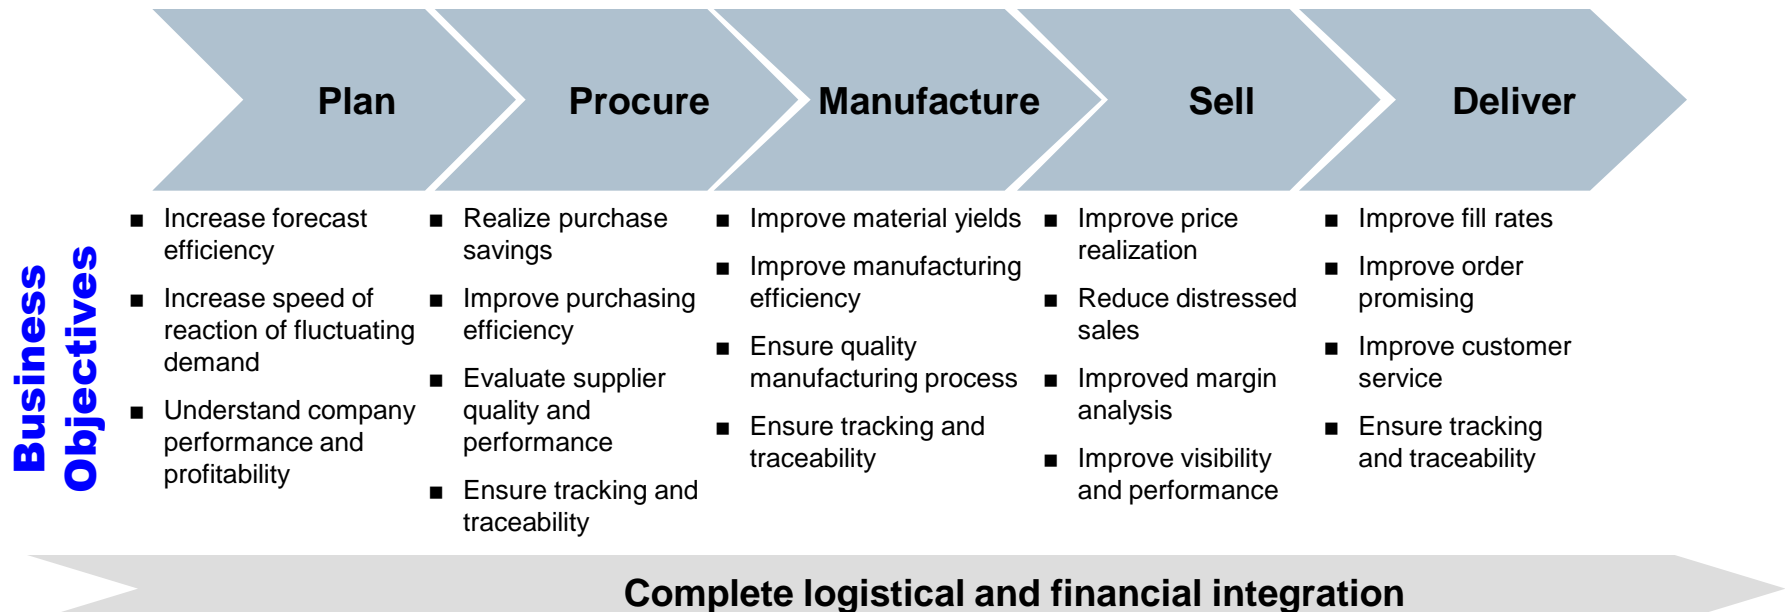 Plan
Procure
Manufacture
Sell
Deliver
Business
Objectives
■ Increase forecast
efficiency
■ Increase speed of
reaction of fluctuating
demand
■ Understand company
performance and
profitability
■ Realize purchase
savings
■ Improve purchasing
efficiency
■ Evaluate supplier
quality and
performance
■ Ensure tracking and
traceability
■ Improve material yields
■ Improve manufacturing
efficiency
■ Ensure quality
manufacturing process
■ Ensure tracking and
traceability
■ Improve price
realization
■ Reduce distressed
sales
■ Improved margin
analysis
■ Improve visibility
and performance
■ Improve fill rates
■ Improve order
promising
■ Improve customer
service
■ Ensure tracking
and traceability
Complete logistical and financial integration